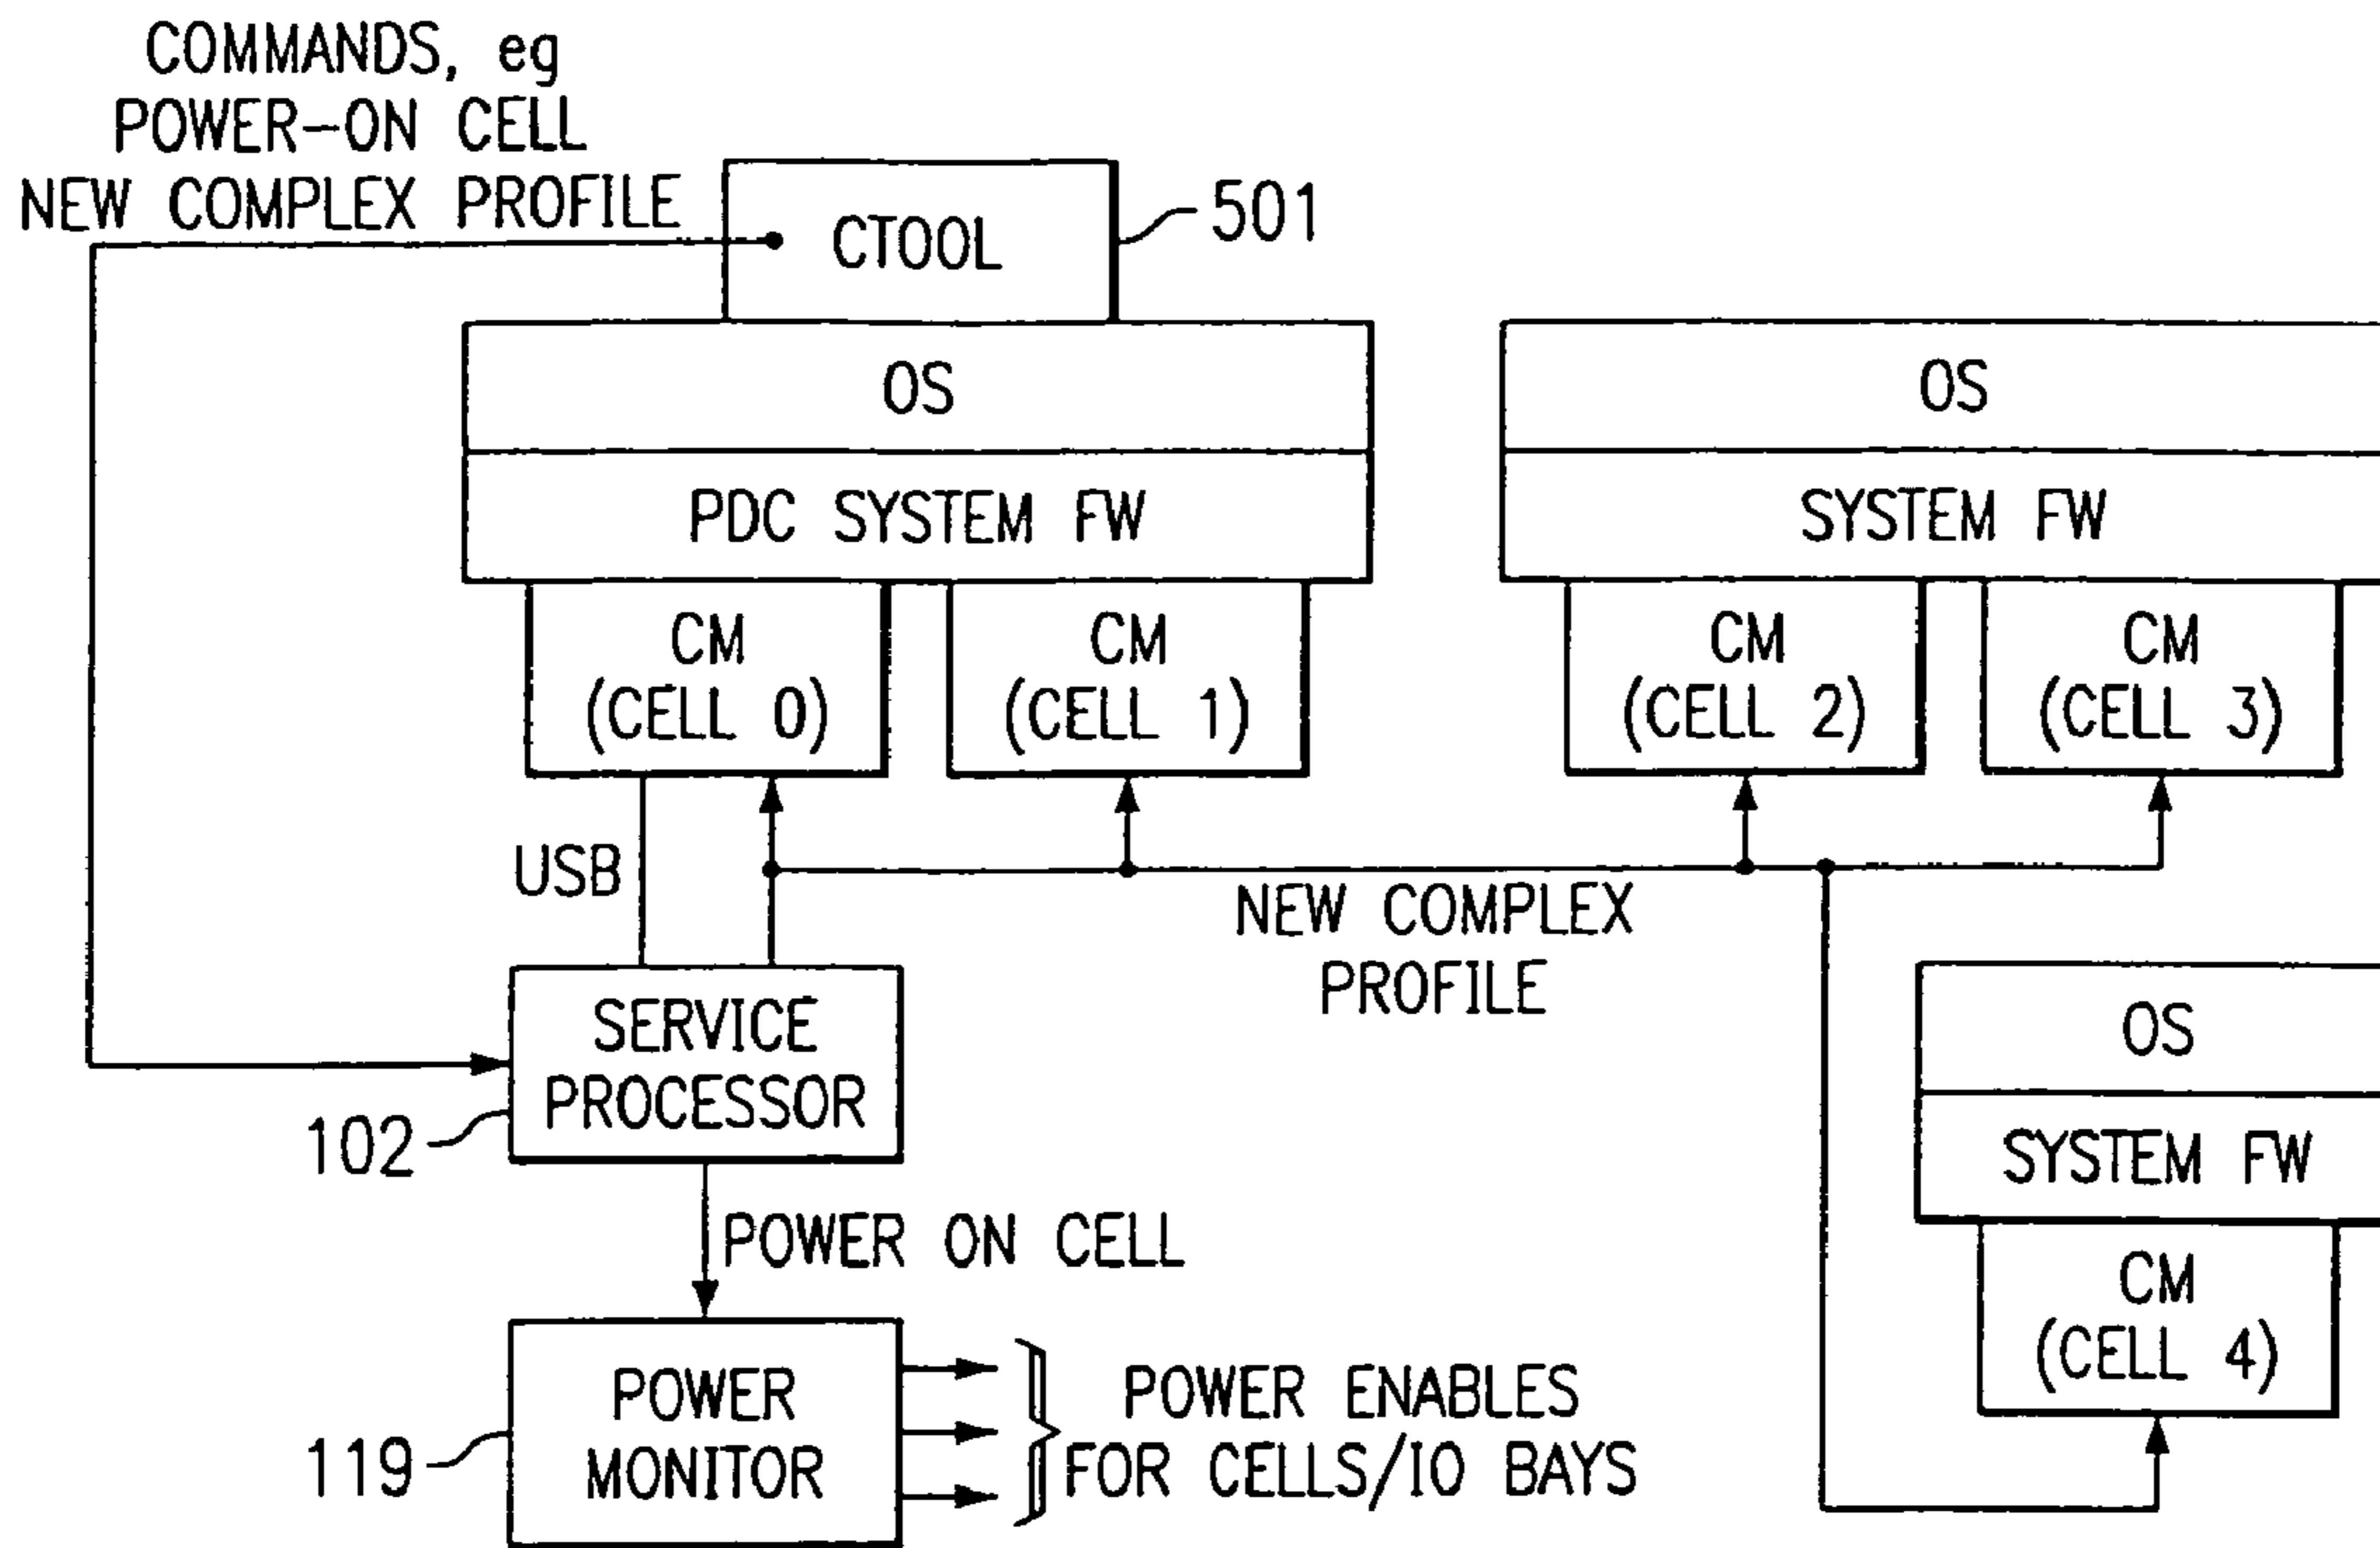 COMMANDS, eg
POWER-ON CELL
NEW COMPLEX PROFILE
CTOOL
501
OS
PDC SYSTEM FW
CM
(CELL 0)
CM
(CELL 1)
OS
SYSTEM FW
CM
(CELL 2)
CM
(CELL 3)
USB
NEW COMPLEX
PROFILE
SERVICE
PROCESSOR
102
OS
SYSTEM FW
CM
(CELL 4)
POWER ON CELL
POWER
MONITOR
119
POWER ENABLES
FOR CELLS/IO BAYS